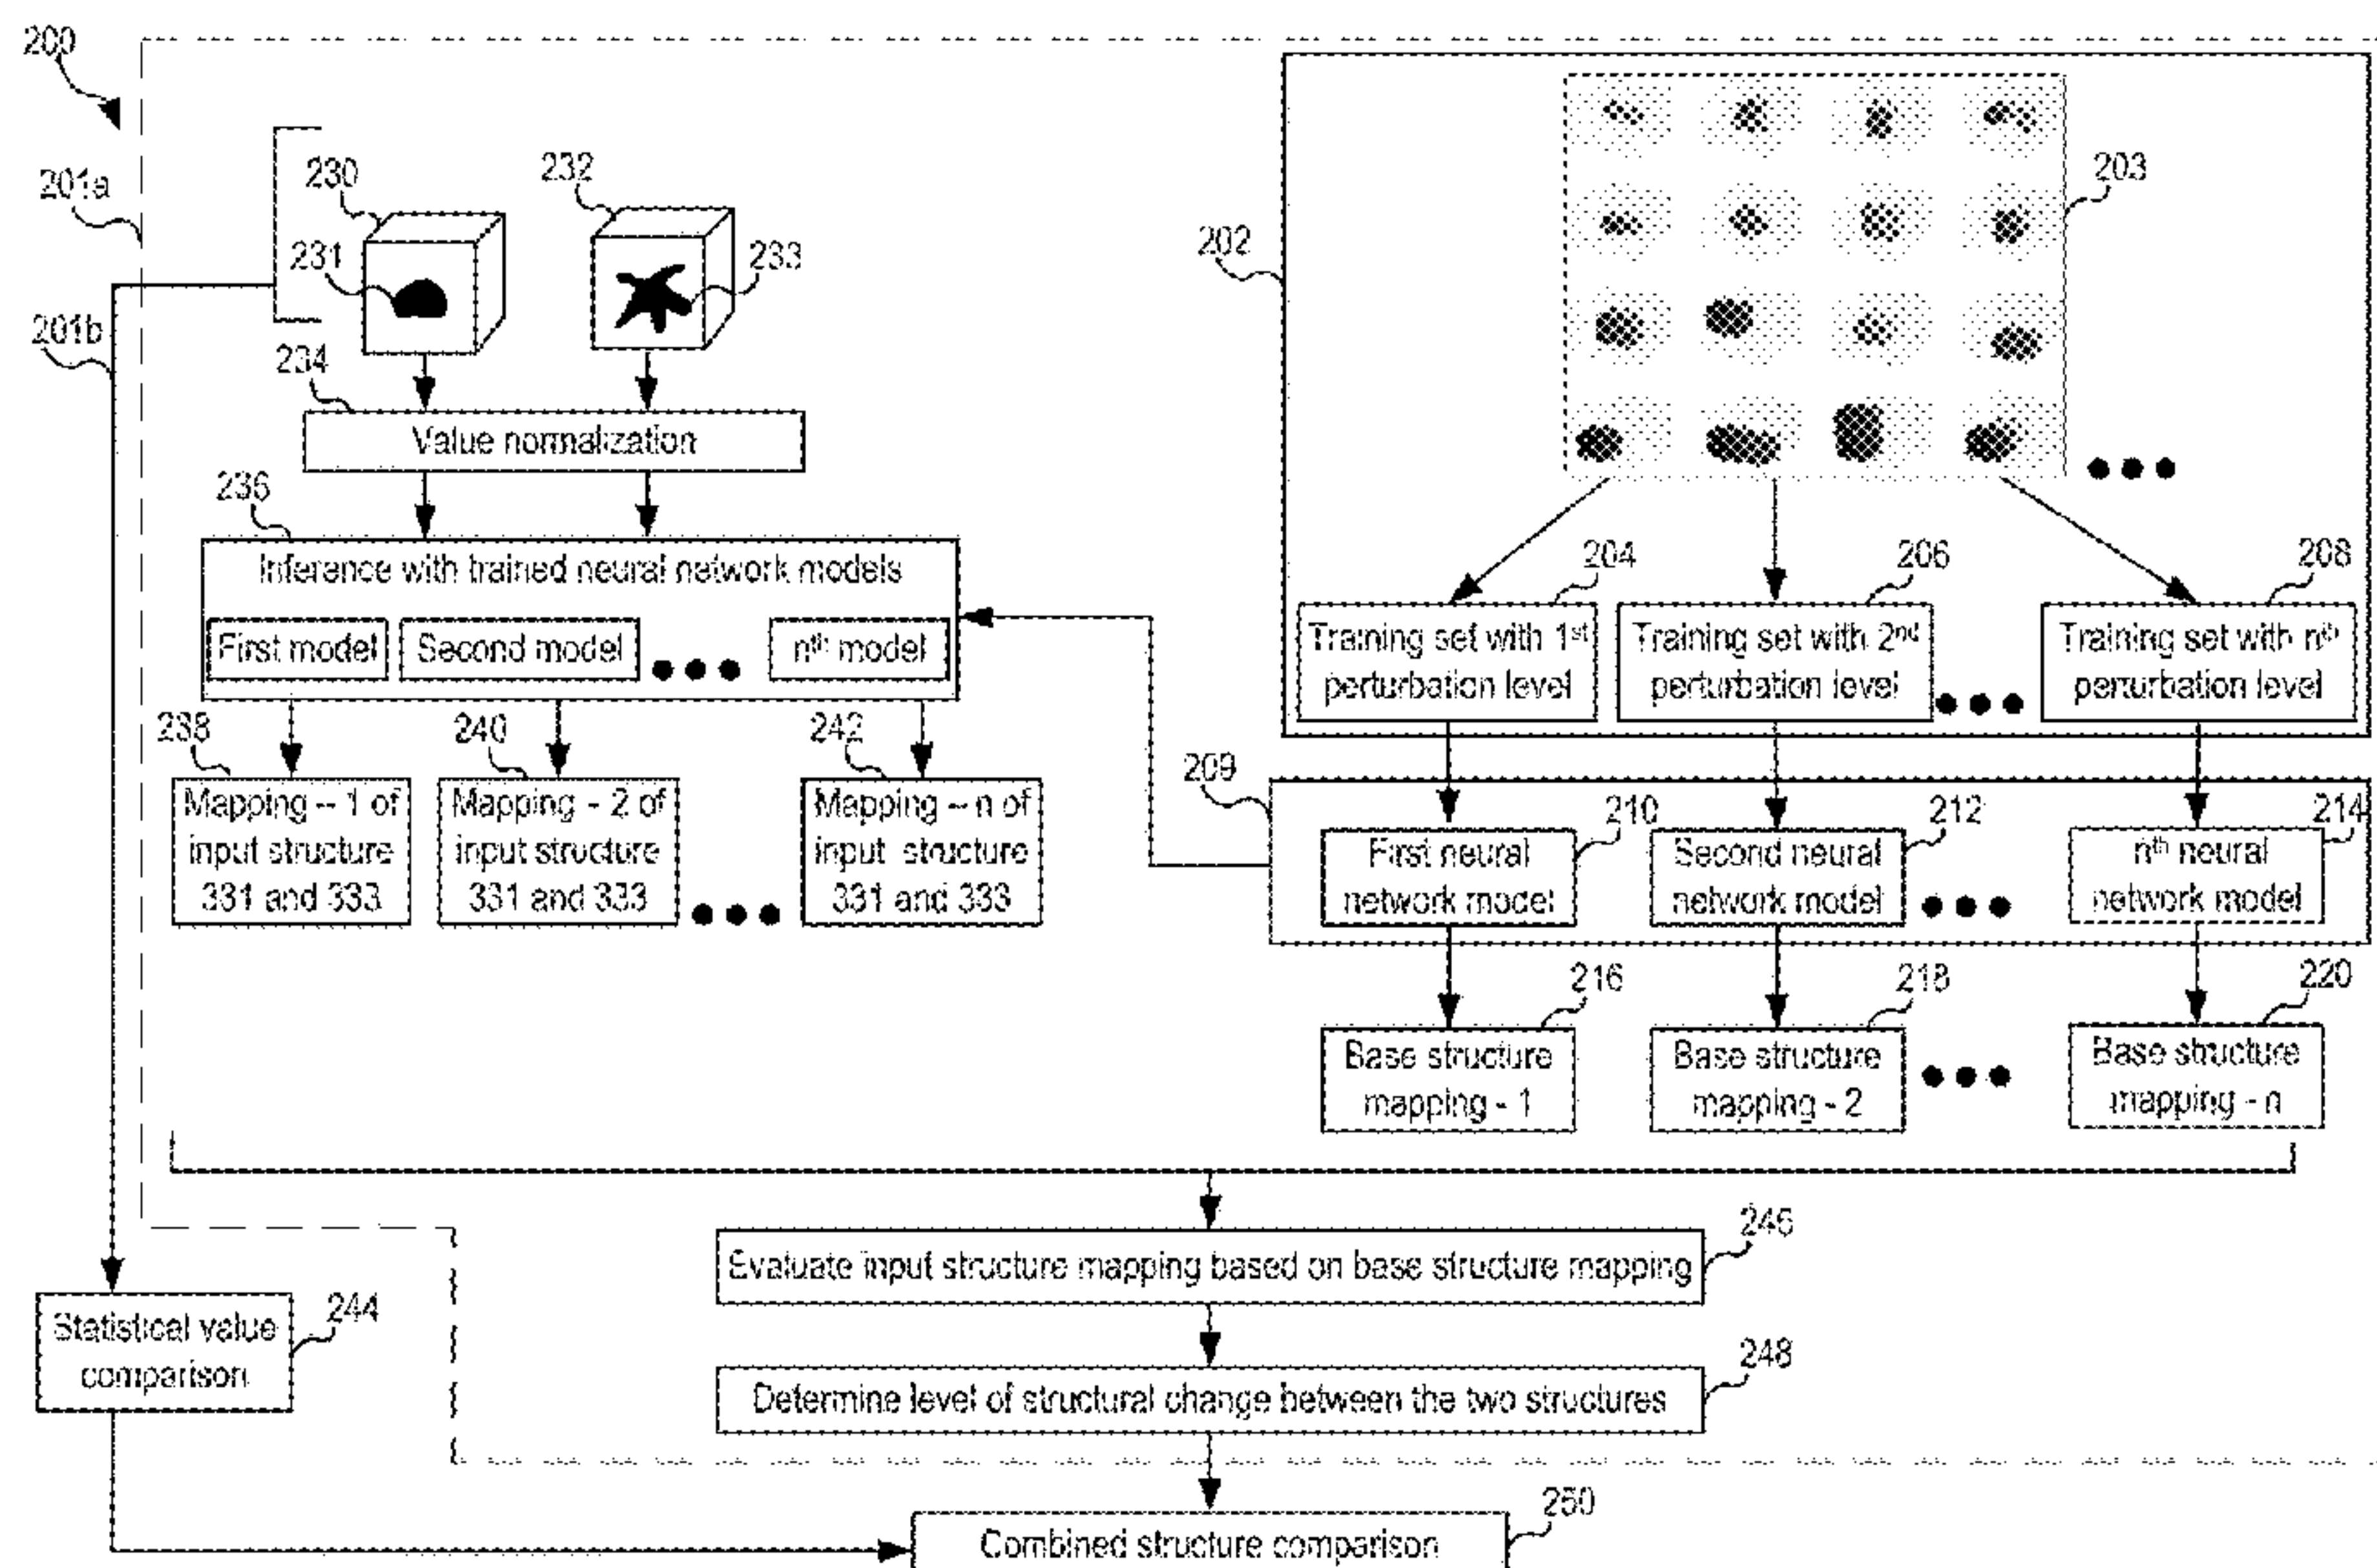 200
201a
201b
230
231
232
233
234
Value normalization
236
Inference with trained neural network models
First model
Second model
nth model
238
240
242
Mapping – 1 of
input structure
331 and 333
Mapping - 2 of
input structure
331 and 333
Mapping – n of
input structure
331 and 333
202
203
204
206
208
Training set with 1st
perturbation level
Training set with 2nd
perturbation level
Training set with nth
perturbation level
209
210
212
214
First neural
network model
Second neural
network model
nth neural
network model
216
218
220
Base structure
mapping - 1
Base structure
mapping - 2
Base structure
mapping - n
246
Evaluate input structure mapping based on base structure mapping
244
Statistical value
comparison
248
Determine level of structural change between the two structures
250
Combined structure comparison